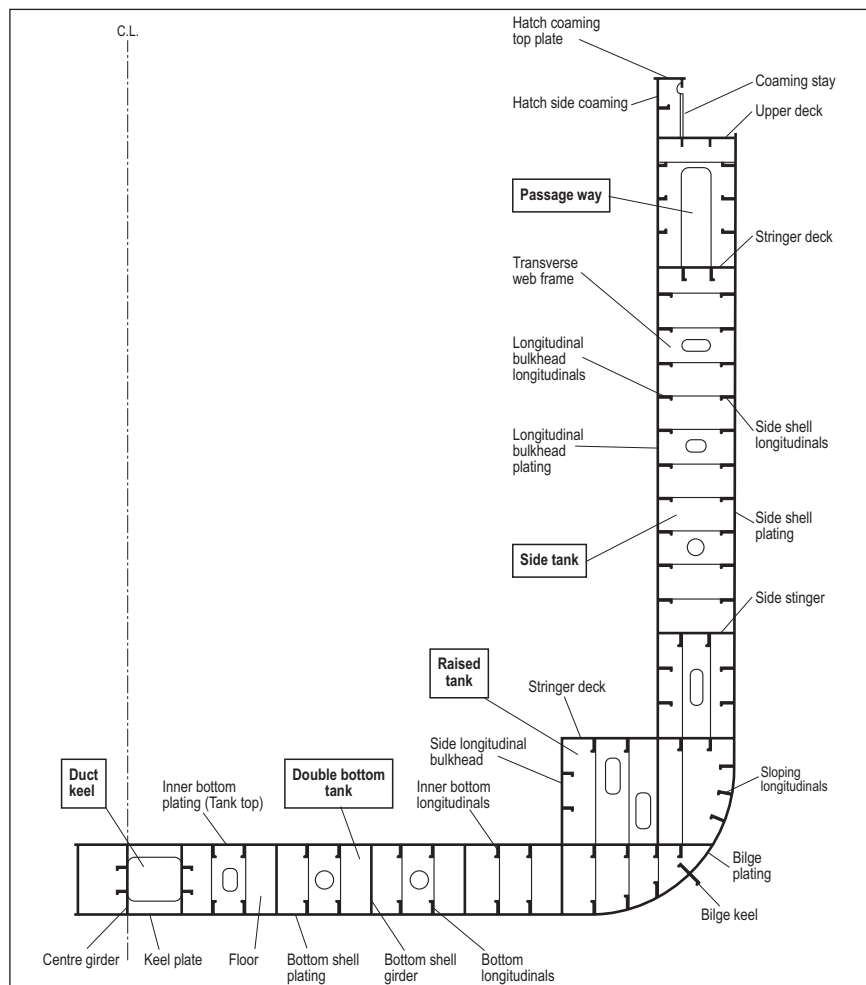 C.L.
Hatch coaming
top plate
Coaming stay
Hatch side coaming
Upper deck
Passage way
Stringer deck
Transverse
web frame
Longitudinal
bulkhead
longitudinals
Side shell
longitudinals
Longitudinal
bulkhead
plating
Side shell
plating
Side tank
Side stinger
Raised
tank
Stringer deck
Side longitudinal
bulkhead
Sloping
longitudinals
Duct
keel
Inner bottom
plating (Tank top)
Double bottom
tank
Inner bottom
longitudinals
Bilge
plating
Bilge keel
Centre girder
Keel plate
Floor
Bottom shell
plating
Bottom shell
girder
Bottom
longitudinals